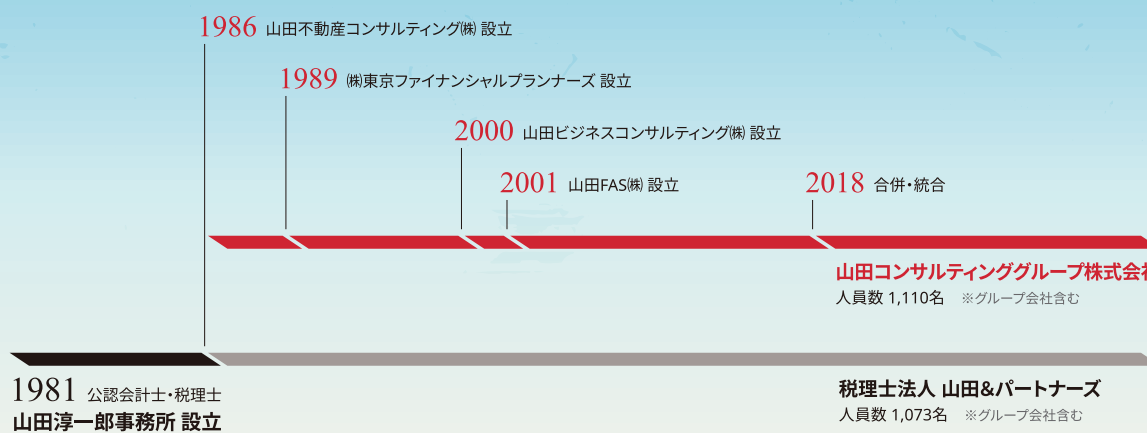 1986 山田不動産コンサルティング㈱ 設立
1989 ㈱東京ファイナンシャルプランナーズ 設立
2000 山田ビジネスコンサルティング㈱ 設立
2001 山田FAS㈱ 設立
2018 合併・統合
山田コンサルティンググループ株式会社
人員数 1,110名 ※グループ会社含む
1981 公認会計士・税理士
山田淳一郎事務所 設立
税理士法人 山田&パートナーズ
人員数 1,073名 ※グループ会社含む